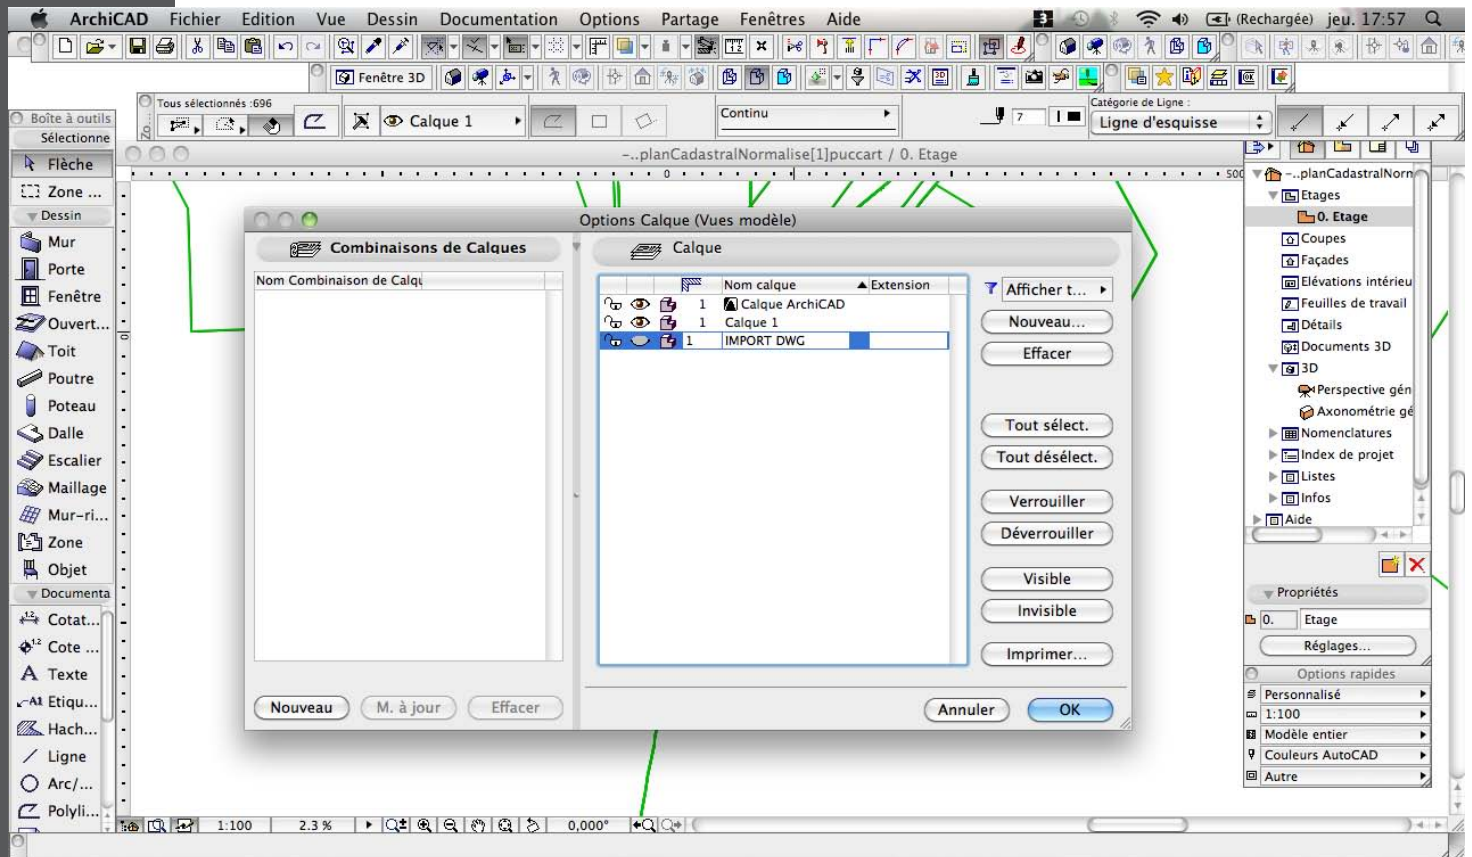 ArchiCAD Fichier Edition Vue Dessin Documentation Options Partage Fenêtres Aide
(Rechargée) jeu. 17:57
Fenêtre 3D
Tous sélectionnés :696
Calque 1
Continu
7
Catégorie de Ligne :
Ligne d'esquisse
-..planCadastralNormalise[1]puccart / 0. Etage
0
500
Boîte à outils
Sélectionne
Flèche
Zone ...
Dessin
Mur
Porte
Fenêtre
Ouvert...
Toit
Poutre
Poteau
Dalle
Escalier
Maillage
Mur-ri...
Zone
Objet
Documenta
Cotat...
Cote ...
Texte
Etiqu...
Hach...
Ligne
Arc/...
Polyli...
Options Calque (Vues modèle)
Combinaisons de Calques
Nom Combinaison de Calqu
Nouveau
M. à jour
Effacer
Calque
Nom calque Extension
1 Calque ArchiCAD
1 Calque 1
1 IMPORT DWG
Afficher t...
Nouveau...
Effacer
Tout sélect.
Tout désélect.
Verrouiller
Déverrouiller
Visible
Invisible
Imprimer...
Annuler
OK
-..planCadastralNorm
Etages
0. Etage
Coupes
Façades
Elévations intérieu
Feuilles de travail
Détails
Documents 3D
3D
Perspective gén
Axonométrie gé
Nomenclatures
Index de projet
Listes
Infos
Aide
Propriétés
0. Etage
Réglages...
Options rapides
Personnalisé
1:100
Modèle entier
Couleurs AutoCAD
Autre
1:100 2.3 % 0,000°